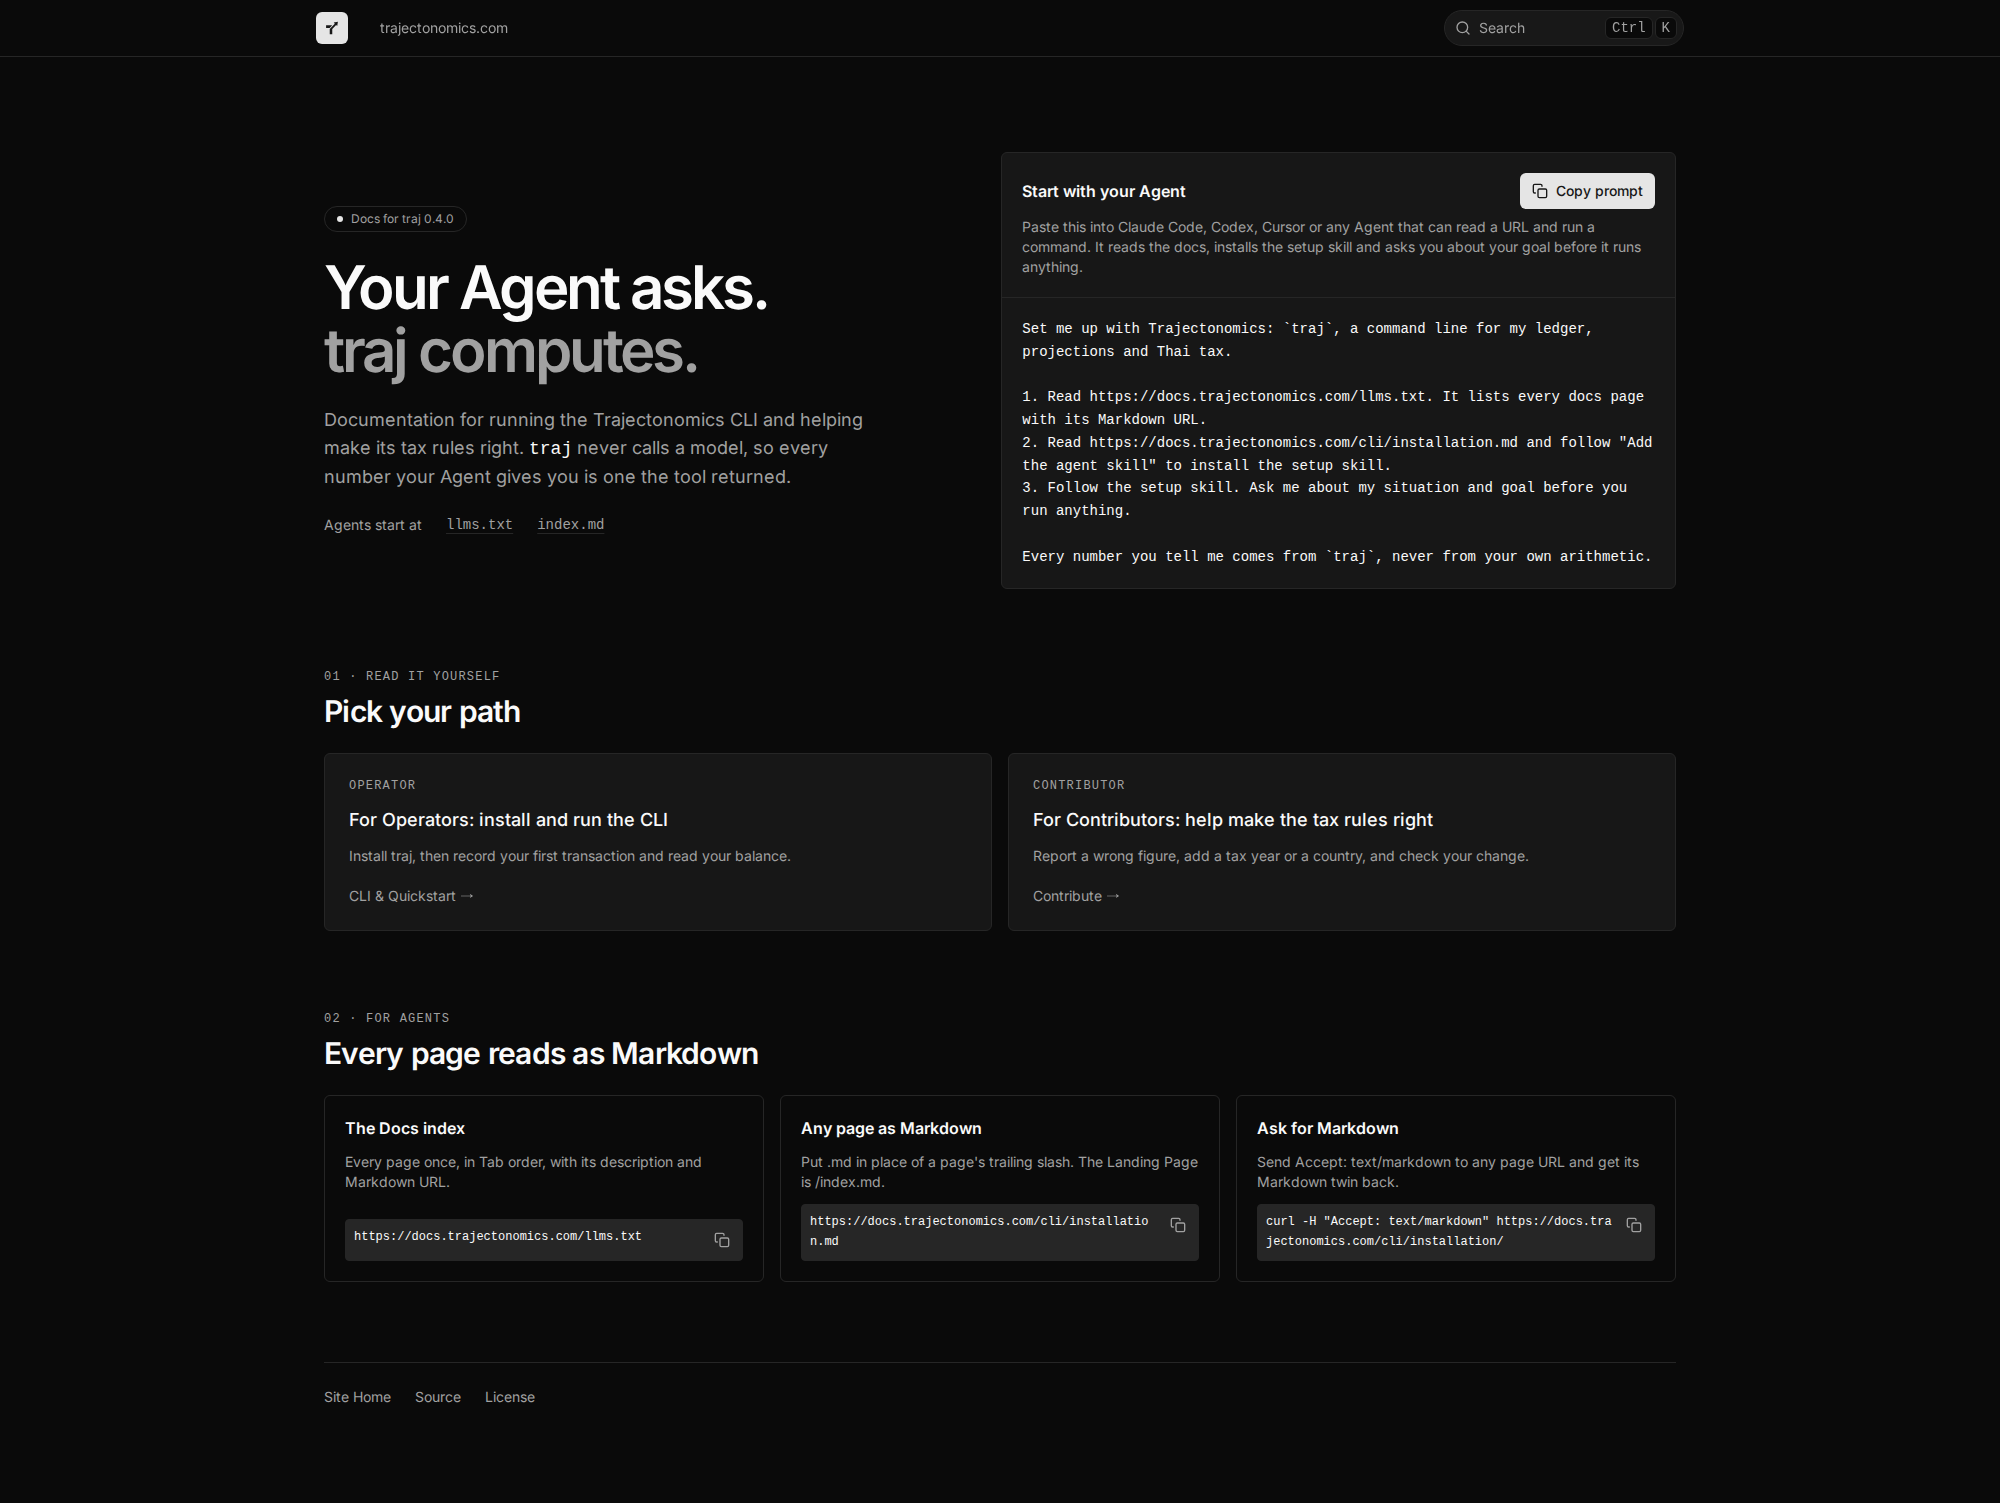 trajectonomics.com
Search
Ctrl K
Docs for traj 0.4.0
Your Agent asks.
traj computes.
Documentation for running the Trajectonomics CLI and helping
make its tax rules right. traj never calls a model, so every
number your Agent gives you is one the tool returned.
Agents start at llms.txt index.md
Start with your Agent
Copy prompt
Paste this into Claude Code, Codex, Cursor or any Agent that can read a URL and run a
command. It reads the docs, installs the setup skill and asks you about your goal before it runs
anything.
Set me up with Trajectonomics: `traj`, a command line for my ledger,
projections and Thai tax.
1. Read https://docs.trajectonomics.com/llms.txt. It lists every docs page
with its Markdown URL.
2. Read https://docs.trajectonomics.com/cli/installation.md and follow "Add
the agent skill" to install the setup skill.
3. Follow the setup skill. Ask me about my situation and goal before you
run anything.
Every number you tell me comes from `traj`, never from your own arithmetic.
01 · READ IT YOURSELF
Pick your path
OPERATOR
For Operators: install and run the CLI
Install traj, then record your first transaction and read your balance.
CLI & Quickstart →
CONTRIBUTOR
For Contributors: help make the tax rules right
Report a wrong figure, add a tax year or a country, and check your change.
Contribute →
02 · FOR AGENTS
Every page reads as Markdown
The Docs index
Every page once, in Tab order, with its description and
Markdown URL.
https://docs.trajectonomics.com/llms.txt
Any page as Markdown
Put .md in place of a page's trailing slash. The Landing Page
is /index.md.
https://docs.trajectonomics.com/cli/installatio
n.md
Ask for Markdown
Send Accept: text/markdown to any page URL and get its
Markdown twin back.
curl -H "Accept: text/markdown" https://docs.tra
jectonomics.com/cli/installation/
Site Home
Source
License